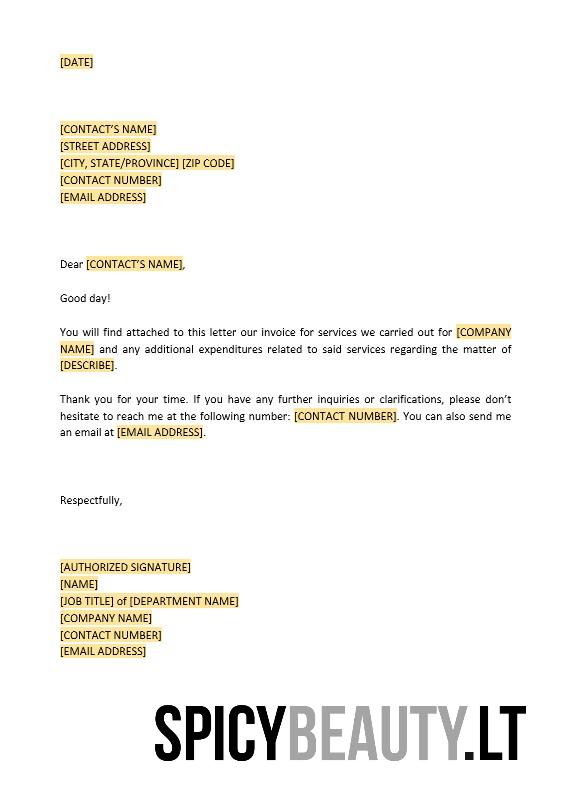 [DATE]
[CONTACT’S NAME]
[STREET ADDRESS]
[CITY, STATE/PROVINCE] [ZIP CODE]
[CONTACT NUMBER]
[EMAIL ADDRESS]
Dear [CONTACT’S NAME],
Good day!
You will find attached to this letter our invoice for services we carried out for [COMPANY
NAME] and any additional expenditures related to said services regarding the matter of
[DESCRIBE].
Thank you for your time. If you have any further inquiries or clarifications, please don’t
hesitate to reach me at the following number: [CONTACT NUMBER]. You can also send me
an email at [EMAIL ADDRESS].
Respectfully,
[AUTHORIZED SIGNATURE]
[NAME]
[JOB TITLE] of [DEPARTMENT NAME]
[COMPANY NAME]
[CONTACT NUMBER]
[EMAIL ADDRESS]
SPICYBEAUTY.LT